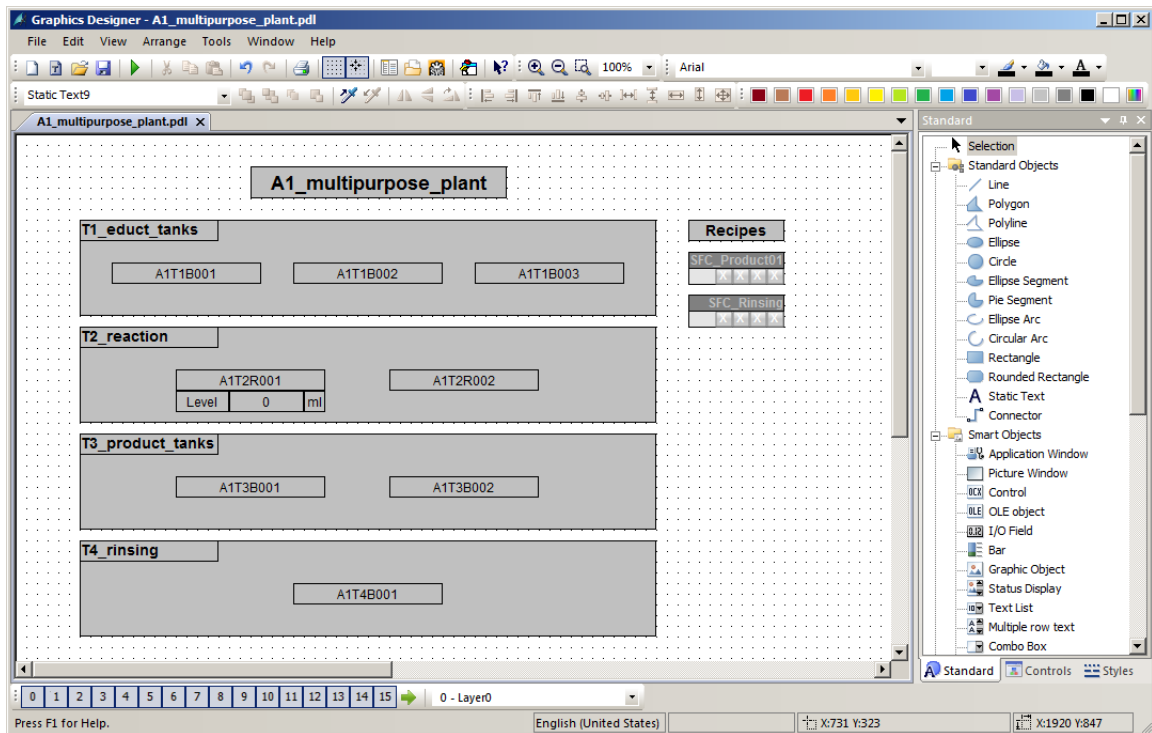 Graphics Designer - A1_multipurpose_plant.pdl
File Edit View Arrange Tools Window Help
100% Arial
Static Text9
A1_multipurpose_plant.pdl X
A1_multipurpose_plant
T1_educt_tanks
A1T1B001 A1T1B002 A1T1B003
T2_reaction
A1T2R001 A1T2R002
Level 0 ml
T3_product_tanks
A1T3B001 A1T3B002
T4_rinsing
A1T4B001
Recipes
SFC_Product01
X X X X
SFC_Rinsing
X X X X
Standard
Selection
Standard Objects
Line
Polygon
Polyline
Ellipse
Circle
Ellipse Segment
Pie Segment
Ellipse Arc
Circular Arc
Rectangle
Rounded Rectangle
A Static Text
Connector
Smart Objects
Application Window
Picture Window
OCX Control
OLE OLE object
0.12 I/O Field
Bar
Graphic Object
Status Display
Text List
Multiple row text
Combo Box
Standard Controls Styles
0 1 2 3 4 5 6 7 8 9 10 11 12 13 14 15 0 - Layer0
Press F1 for Help. English (United States) X:731 Y:323 X:1920 Y:847